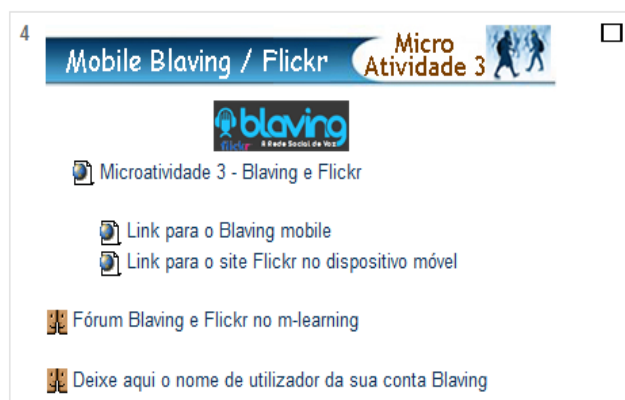 4
Mobile Blaving / Flickr
Micro
Atividade 3
blaving
flickr A Rede Social de Voz
Microatividade 3 - Blaving e Flickr
Link para o Blaving mobile
Link para o site Flickr no dispositivo móvel
Fórum Blaving e Flickr no m-learning
Deixe aqui o nome de utilizador da sua conta Blaving